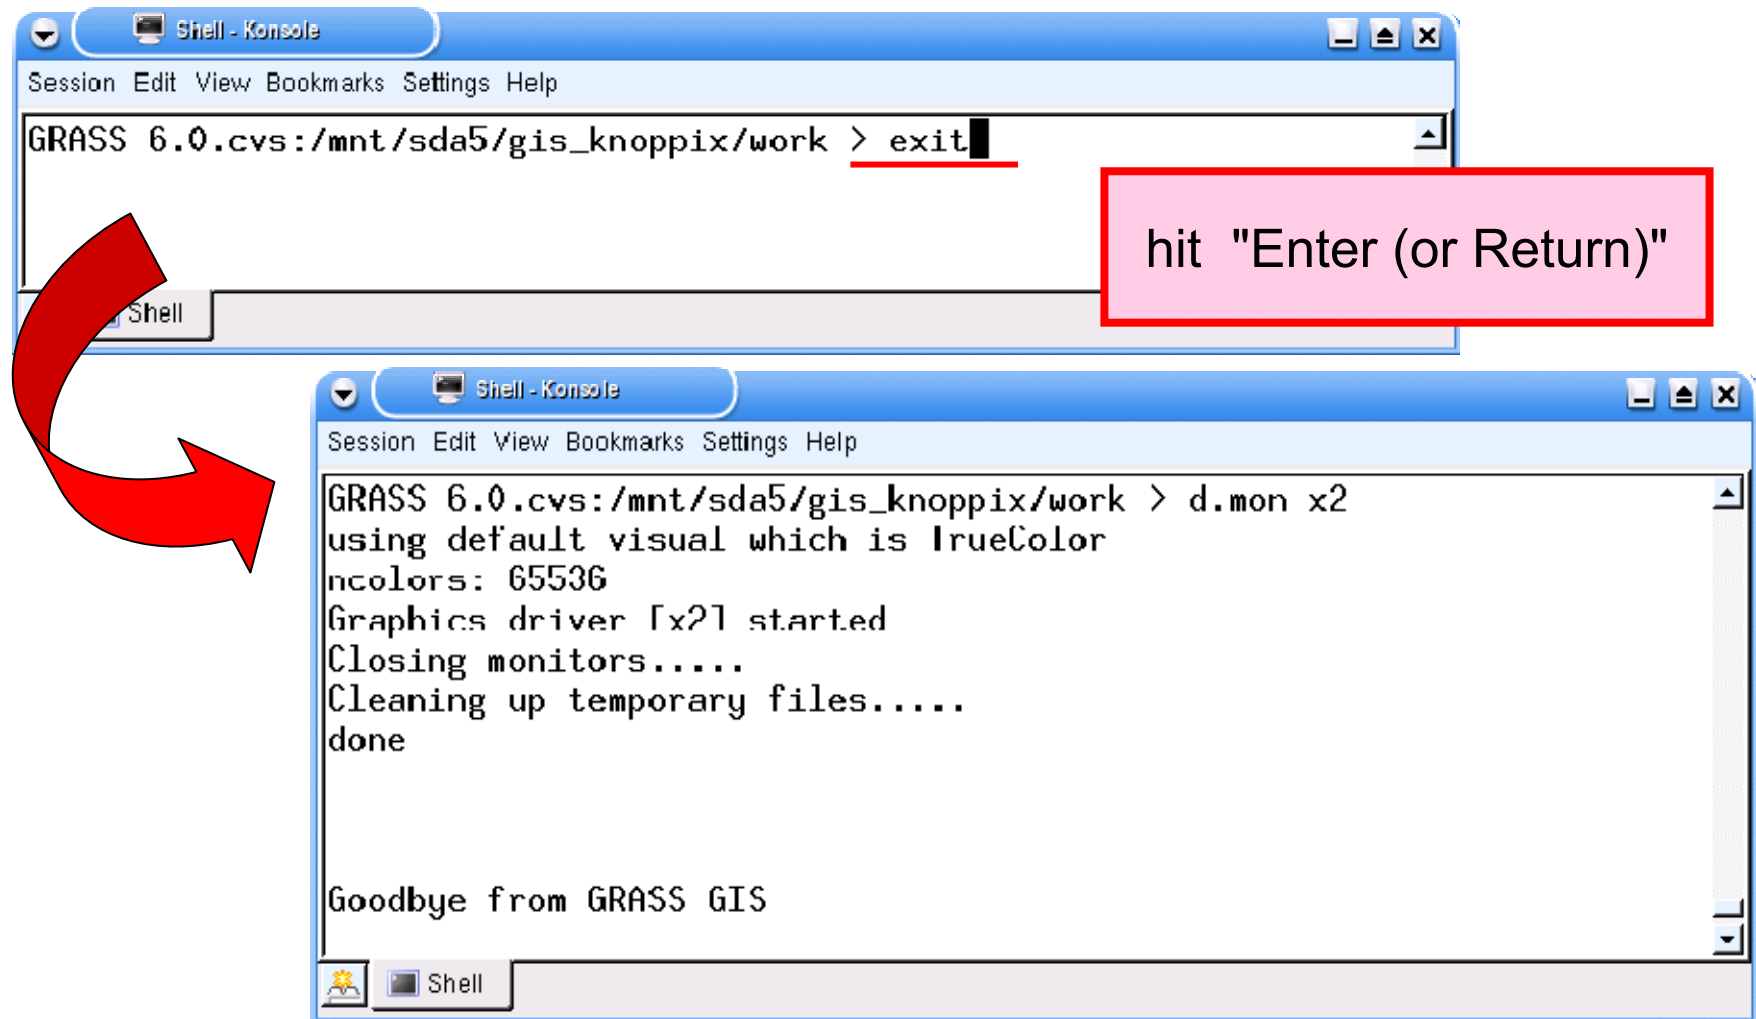 Shell - Konsole
Session Edit View Bookmarks Settings Help
GRASS 6.0.cvs:/mnt/sda5/gis_knoppix/work > exit
hit "Enter (or Return)"
Shell
Shell - Konsole
Session Edit View Bookmarks Settings Help
GRASS 6.0.cvs:/mnt/sda5/gis_knoppix/work > d.mon x2
using default visual which is TrueColor
ncolors: 65536
Graphics driver [x2] started
Closing monitors.....
Cleaning up temporary files.....
done
Goodbye from GRASS GIS
Shell